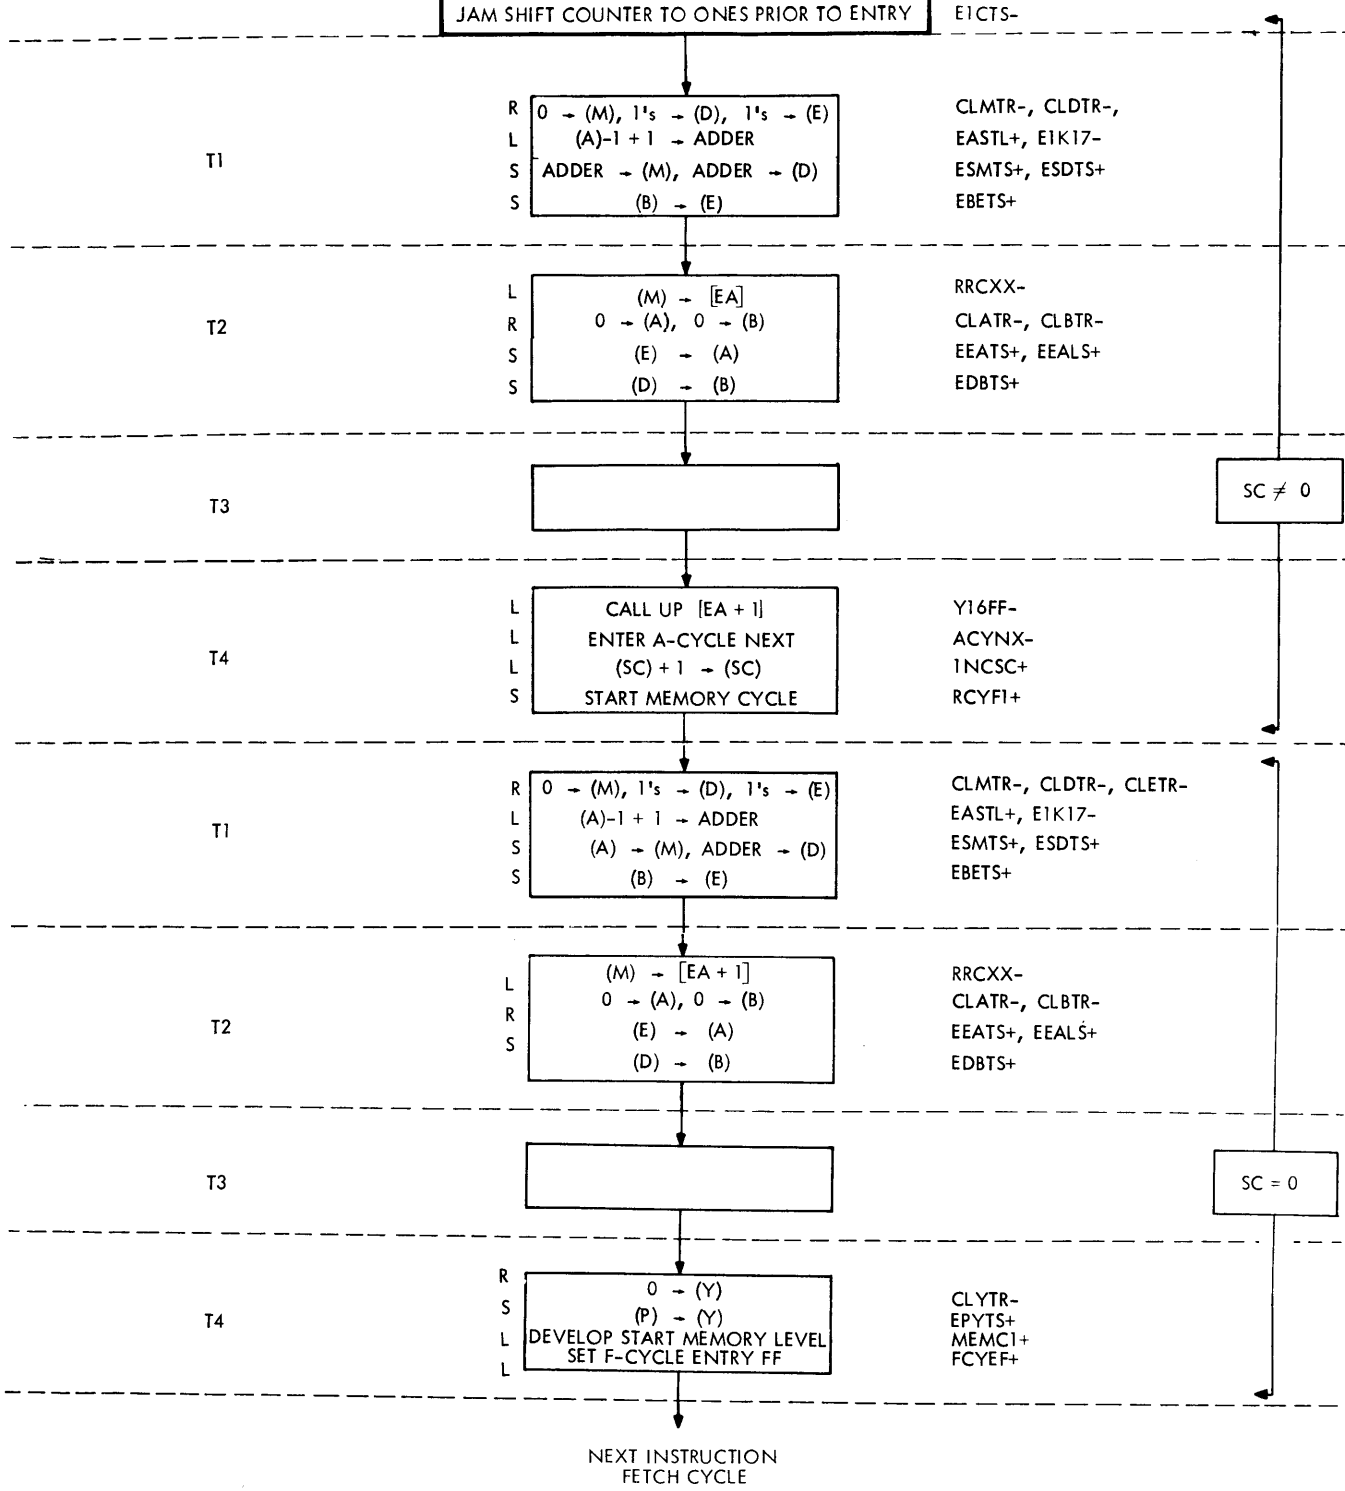 JAM SHIFT COUNTER TO ONES PRIOR TO ENTRY E1CTS-
R 0 → (M), 1's → (D), 1's → (E) CLMTR-, CLDTR-,
L (A)-1 + 1 → ADDER EASTL+, E1K17-
T1
S ADDER → (M), ADDER → (D) ESMTS+, ESDTS+
S (B) → (E) EBETS+
L (M) → [EA] RRCXX-
T2
R 0 → (A), 0 → (B) CLATR-, CLBTR-
S (E) → (A) EEATS+, EEALS+
S (D) → (B) EDBTS+
SC ≠ 0
T3
L CALL UP [EA + 1] Y16FF-
L ENTER A-CYCLE NEXT ACYNX-
T4
L (SC) + 1 → (SC) 1NCSC+
S START MEMORY CYCLE RCYF1+
R 0 → (M), 1's → (D), 1's → (E) CLMTR-, CLDTR-, CLETR-
L (A)-1 + 1 → ADDER EASTL+, E1K17-
T1
S (A) → (M), ADDER → (D) ESMTS+, ESDTS+
S (B) → (E) EBETS+
L (M) → [EA + 1] RRCXX-
R 0 → (A), 0 → (B) CLATR-, CLBTR-
T2
S (E) → (A) EEATS+, EEALS+
(D) → (B) EDBTS+
T3
SC = 0
R 0 → (Y) CLYTR-
S (P) → (Y) EPYTS+
T4
L DEVELOP START MEMORY LEVEL MEMC1+
L SET F-CYCLE ENTRY FF FCYEF+
NEXT INSTRUCTION
FETCH CYCLE